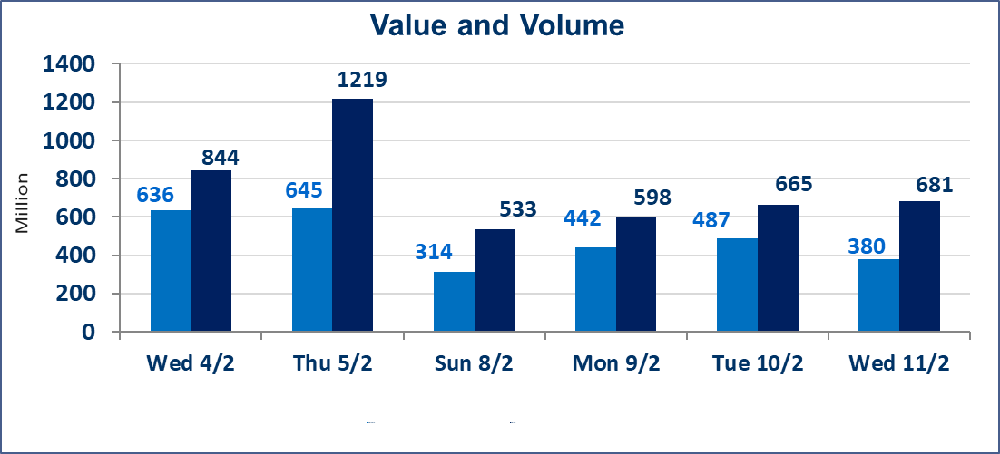 Value and Volume
1400
1200
1000
800
600
400
200
0
Million
636
844
645
1219
314
533
442
598
487
665
380
681
Wed 4/2
Thu 5/2
Sun 8/2
Mon 9/2
Tue 10/2
Wed 11/2